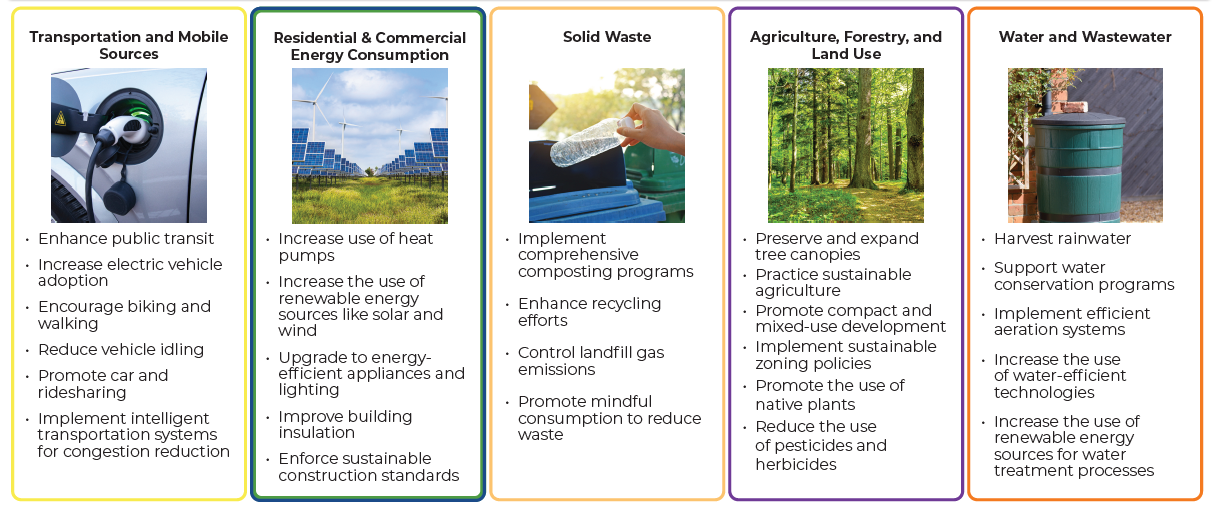 Transportation and Mobile
Sources
• Enhance public transit
• Increase electric vehicle
adoption
• Encourage biking and
walking
• Reduce vehicle idling
• Promote car and
ridesharing
• Implement intelligent
transportation systems
for congestion reduction
Residential & Commercial
Energy Consumption
• Increase use of heat
pumps
• Increase the use of
renewable energy
sources like solar and
wind
• Upgrade to energy-
efficient appliances and
lighting
• Improve building
insulation
• Enforce sustainable
construction standards
Solid Waste
• Implement
comprehensive
composting programs
• Enhance recycling
efforts
• Control landfill gas
emissions
• Promote mindful
consumption to reduce
waste
Agriculture, Forestry, and
Land Use
• Preserve and expand
tree canopies
• Practice sustainable
agriculture
• Promote compact and
mixed-use development
• Implement sustainable
zoning policies
• Promote the use of
native plants
• Reduce the use
of pesticides and
herbicides
Water and Wastewater
• Harvest rainwater
• Support water
conservation programs
• Implement efficient
aeration systems
• Increase the use
of water-efficient
technologies
• Increase the use of
renewable energy
sources for water
treatment processes